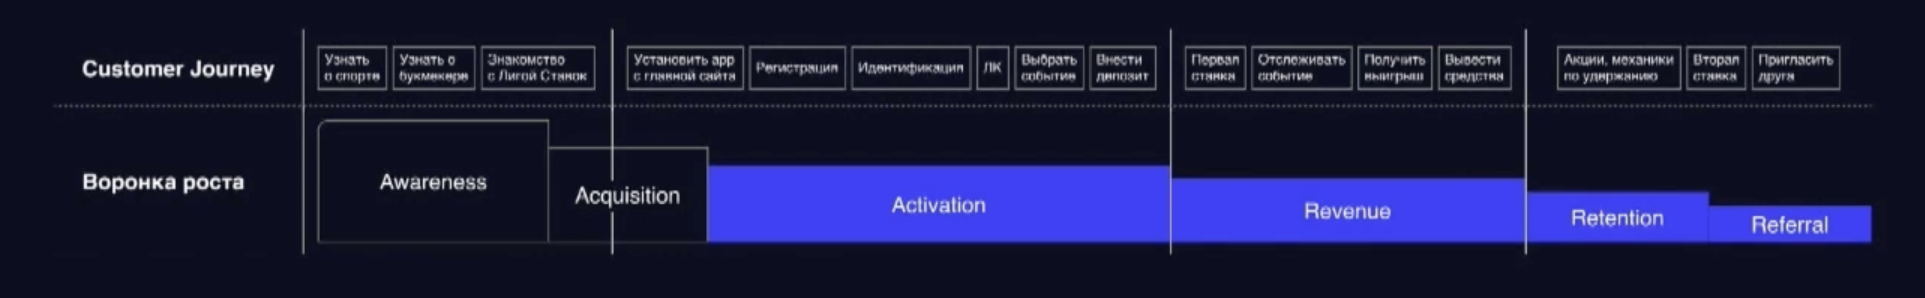 Customer Journey
Узнать
о спорте
Узнать о
букмекере
Знакомство
с Лигой Ставок
Установить app
с главной сайта
Регистрация
Идентификация
ЛК
Выбрать
событие
Внести
депозит
Первая
ставка
Отслеживать
событие
Получить
выигрыш
Вывести
средства
Акции, механики
по удержанию
Вторая
ставка
Пригласить
друга
Воронка роста
Awareness
Acquisition
Activation
Revenue
Retention
Referral